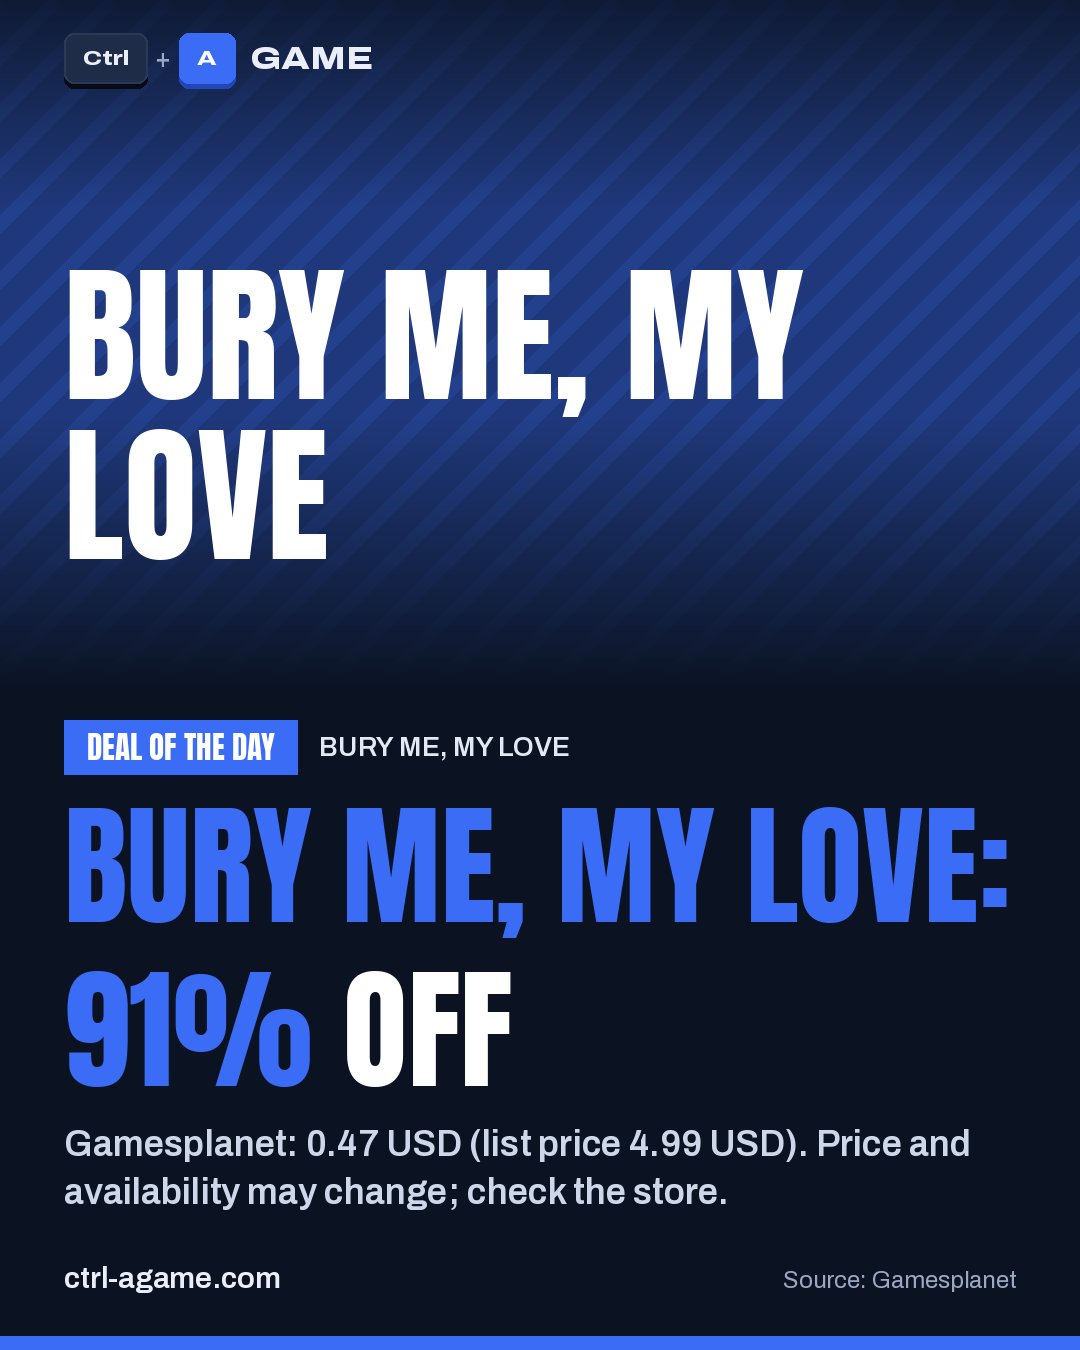 Ctrl + A GAME
BURY ME, MY
LOVE
DEAL OF THE DAY BURY ME, MY LOVE
BURY ME, MY LOVE:
91% OFF
Gamesplanet: 0.47 USD (list price 4.99 USD). Price and
availability may change; check the store.
ctrl-agame.com Source: Gamesplanet